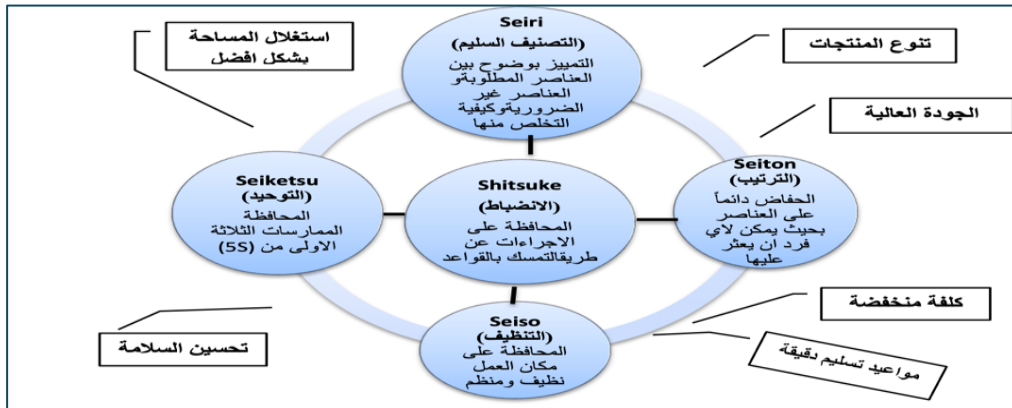 استغلال المساحة
بشكل افضل
Seiri
(التصنيف السليم)
التمييز بوضوح بين
العناصر المطلوبةو
العناصر غير
الضروريةوكيفية
التخلص منها
تنوع المنتجات
الجودة العالية
Seiketsu
(التوحيد)
المحافظة
الممارسات الثلاثة
الاولى من (5S)
Shitsuke
(الانضباط)
المحافظة على
الاجراءات عن
طريقالتمسك بالقواعد
Seiton
(الترتيب)
الحفاض دائماً
على العناصر
بحيث يمكن لاي
فرد ان يعثر
عليها
Seiso
(التنظيف)
المحافظة على
مكان العمل
نظيف ومنظم
تحسين السلامة
كلفة منخفضة
مواعيد تسليم دقيقة